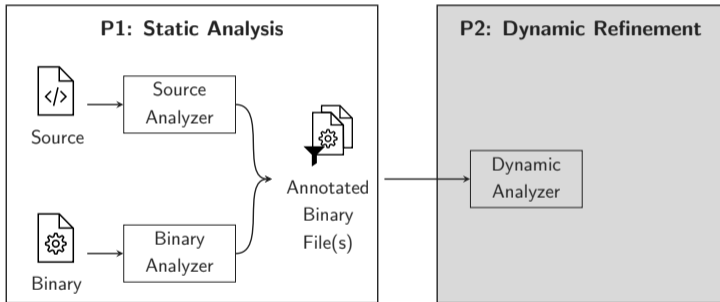 P1: Static Analysis
P2: Dynamic Refinement
</>
Source
Source
Analyzer
Binary
Binary
Analyzer
Annotated
Binary
File(s)
Dynamic
Analyzer